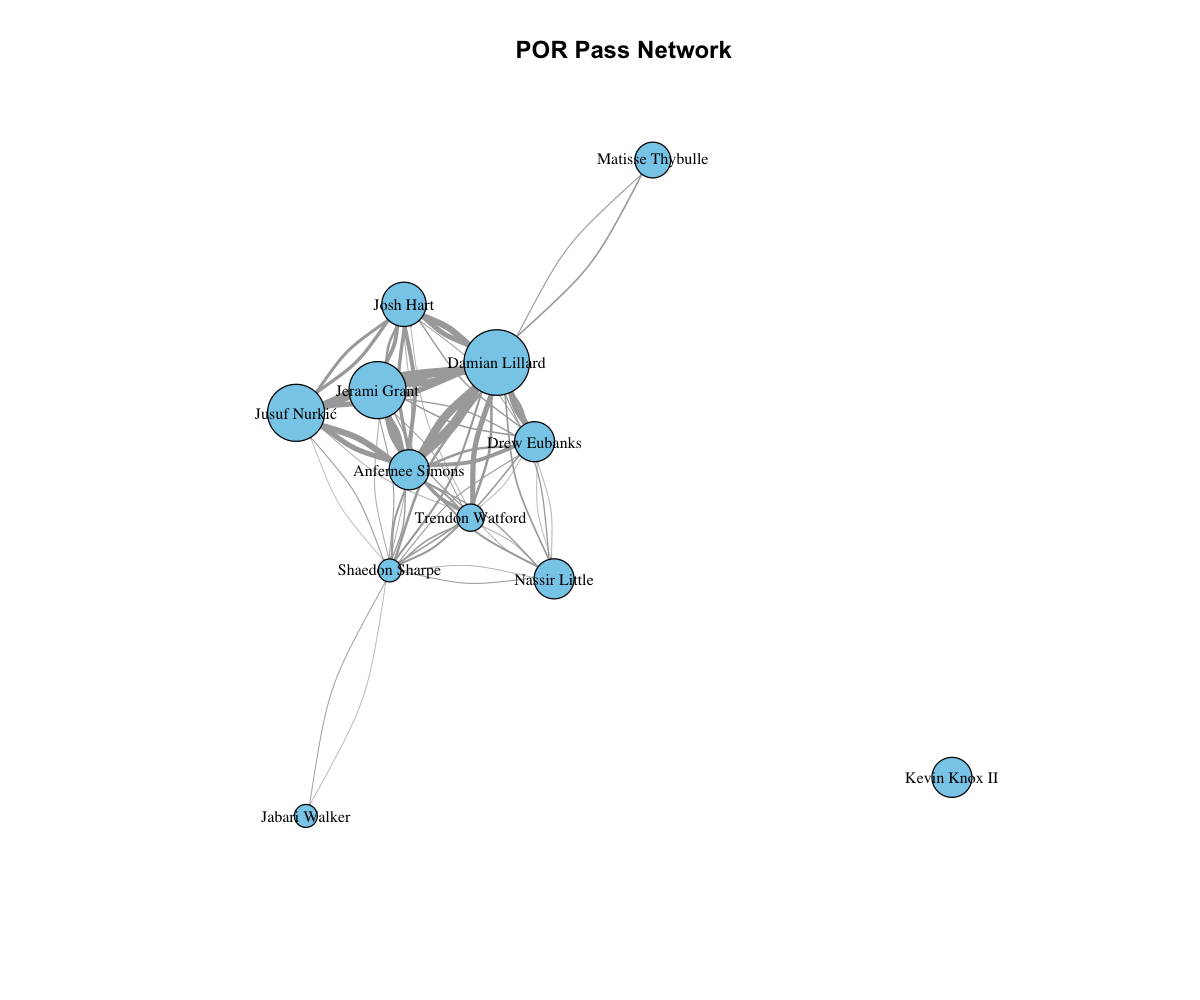 POR Pass Network
Matisse Thybulle
Josh Hart
Damian Lillard
Jerami Grant
Jusuf Nurkić
Drew Eubanks
Anfernee Simons
Trendon Watford
Shaedon Sharpe
Nassir Little
Kevin Knox II
Jabari Walker